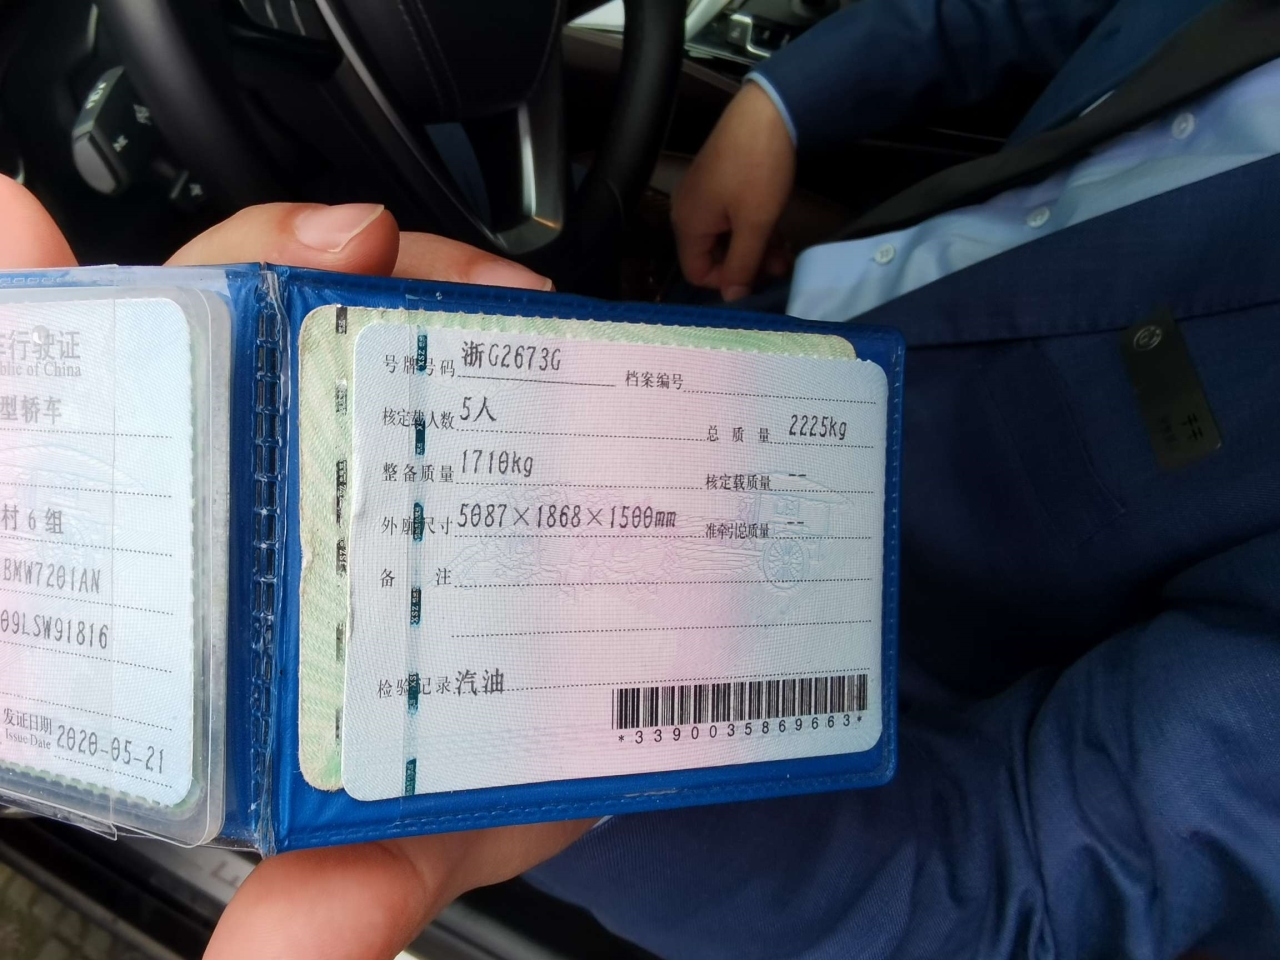 行驶证
blic of China
型轿车
村6组
BMW7201AN
09LSW91816
发证日期 2020-05-21
Issue Date
号牌号码 浙G2673G 档案编号
核定载人数 5人 总质量 2225kg
整备质量 1710kg 核定载质量 --
外廓尺寸 5087×1868×1500mm 准牵引总质量 --
备注
检验记录 汽油
*3390035869663*